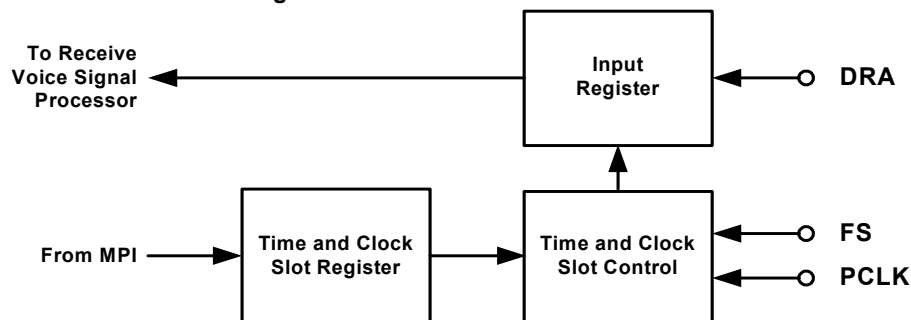 To Receive
Voice Signal
Processor
Input
Register
DRA
From MPI
Time and Clock
Slot Register
Time and Clock
Slot Control
FS
PCLK